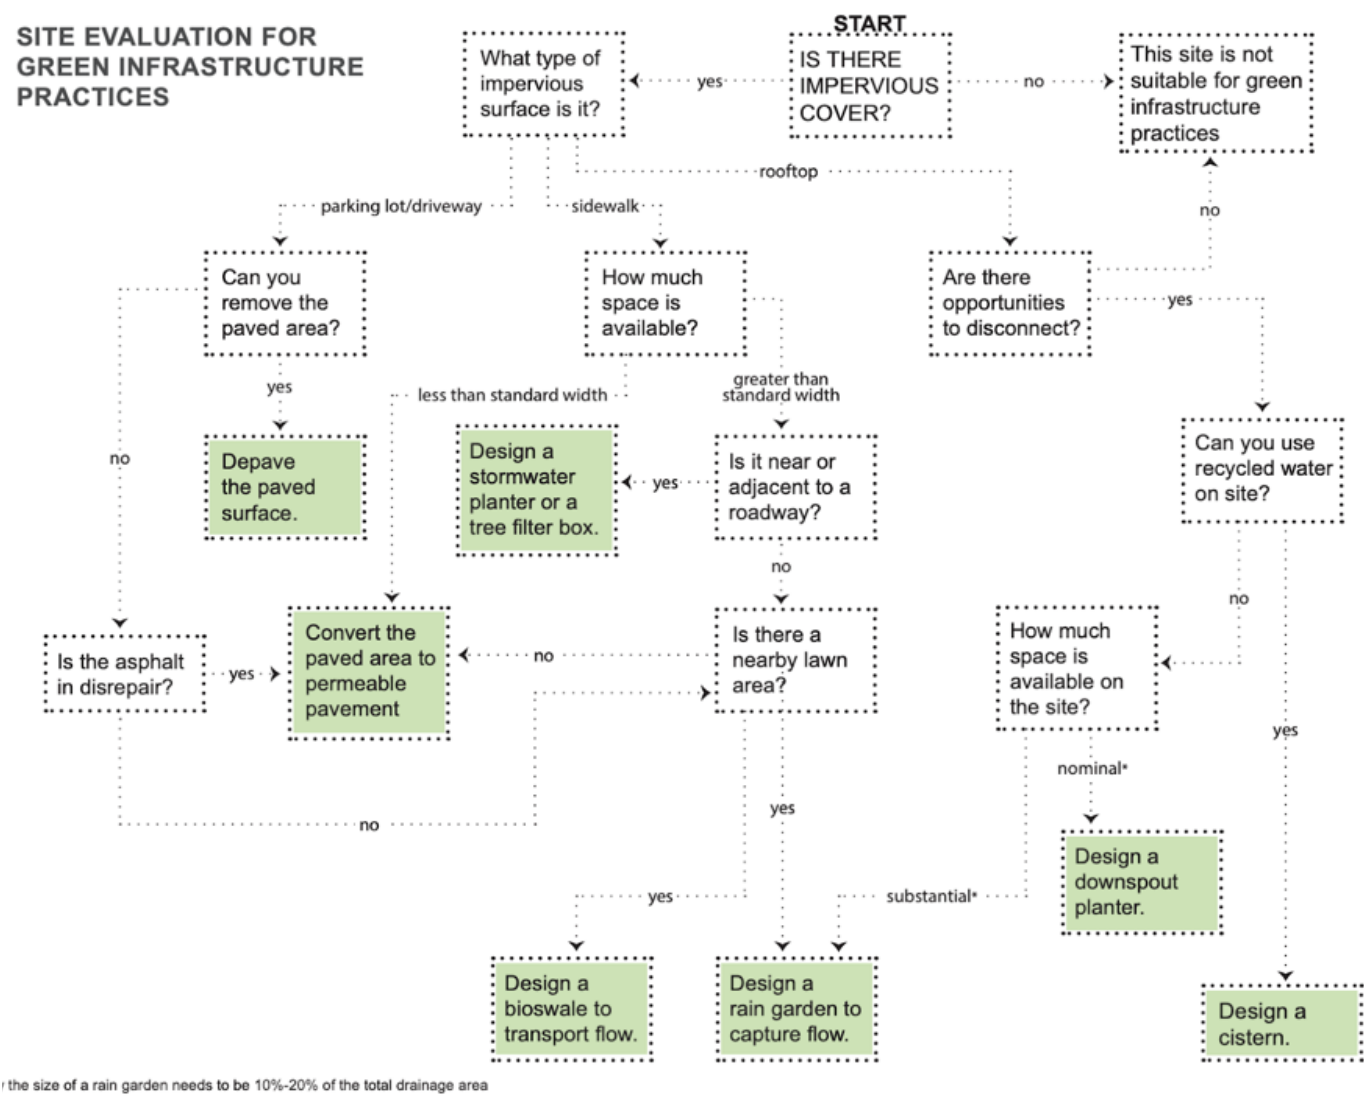 SITE EVALUATION FOR
GREEN INFRASTRUCTURE
PRACTICES
START
IS THERE
IMPERVIOUS
COVER?
yes
no
What type of
impervious
surface is it?
This site is not
suitable for green
infrastructure
practices
rooftop
parking lot/driveway
sidewalk
no
Can you
remove the
paved area?
How much
space is
available?
Are there
opportunities
to disconnect?
yes
yes
less than standard width
greater than
standard width
no
Depave
the paved
surface.
Design a
stormwater
planter or a
tree filter box.
yes
Is it near or
adjacent to a
roadway?
Can you use
recycled water
on site?
no
no
Is the asphalt
in disrepair?
yes
Convert the
paved area to
permeable
pavement
no
Is there a
nearby lawn
area?
How much
space is
available on
the site?
yes
nominal*
no
yes
yes
substantial*
Design a
downspout
planter.
Design a
bioswale to
transport flow.
Design a
rain garden to
capture flow.
Design a
cistern.
the size of a rain garden needs to be 10%-20% of the total drainage area